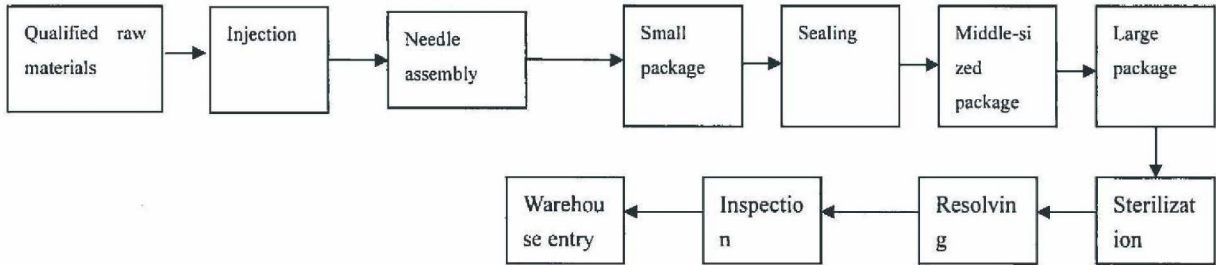 Qualified raw
materials
Injection
Needle
assembly
Small
package
Sealing
Middle-si
zed
package
Large
package
Warehou
se entry
Inspectio
n
Resolvin
g
Sterilizat
ion